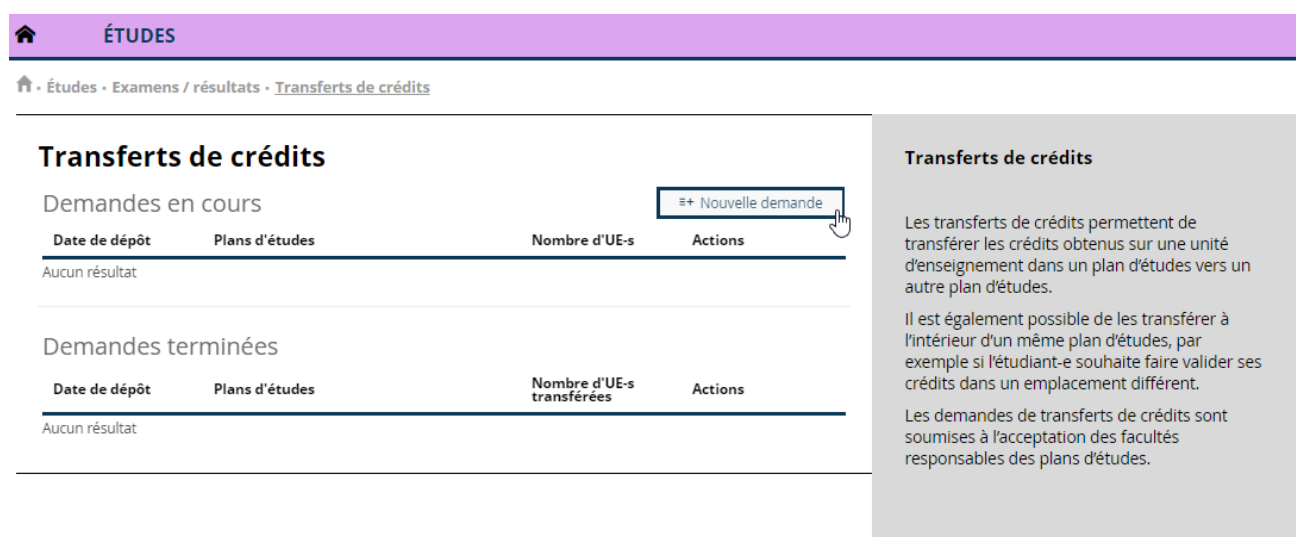 ÉTUDES
· Études · Examens / résultats · Transferts de crédits
Transferts de crédits
Demandes en cours
Nouvelle demande
Date de dépôt Plans d'études Nombre d'UE-s Actions
Aucun résultat
Demandes terminées
Date de dépôt Plans d'études Nombre d'UE-s transférées Actions
Aucun résultat
Transferts de crédits
Les transferts de crédits permettent de
transférer les crédits obtenus sur une unité
d'enseignement dans un plan d'études vers un
autre plan d'études.
Il est également possible de les transférer à
l'intérieur d'un même plan d'études, par
exemple si l'étudiant-e souhaite faire valider ses
crédits dans un emplacement différent.
Les demandes de transferts de crédits sont
soumises à l'acceptation des facultés
responsables des plans d'études.